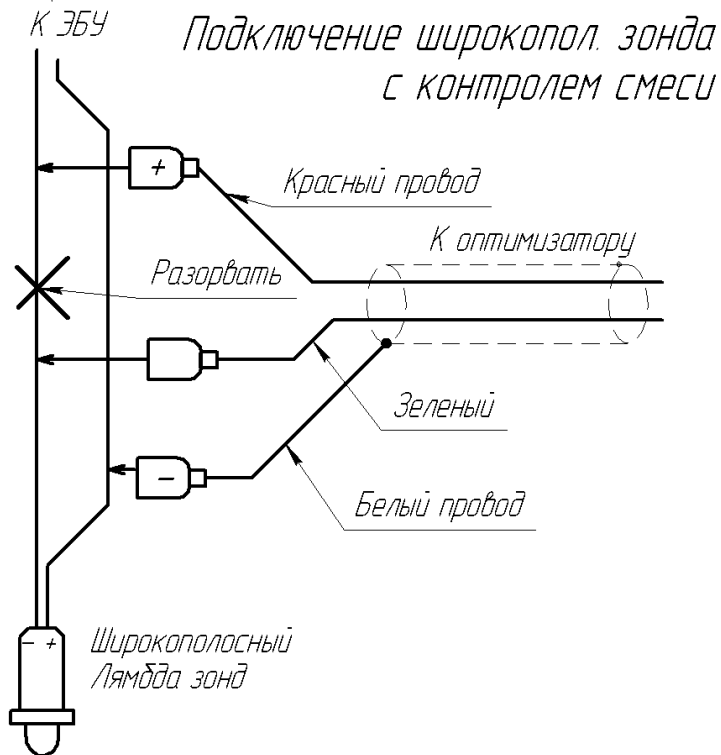 К ЭБУ
Подключение широкопол. зонда
с контролем смеси
+
Красный провод
К оптимизатору
Разорвать
Зеленый
-
Белый провод
- +
Широкополосный
Лямбда зонд